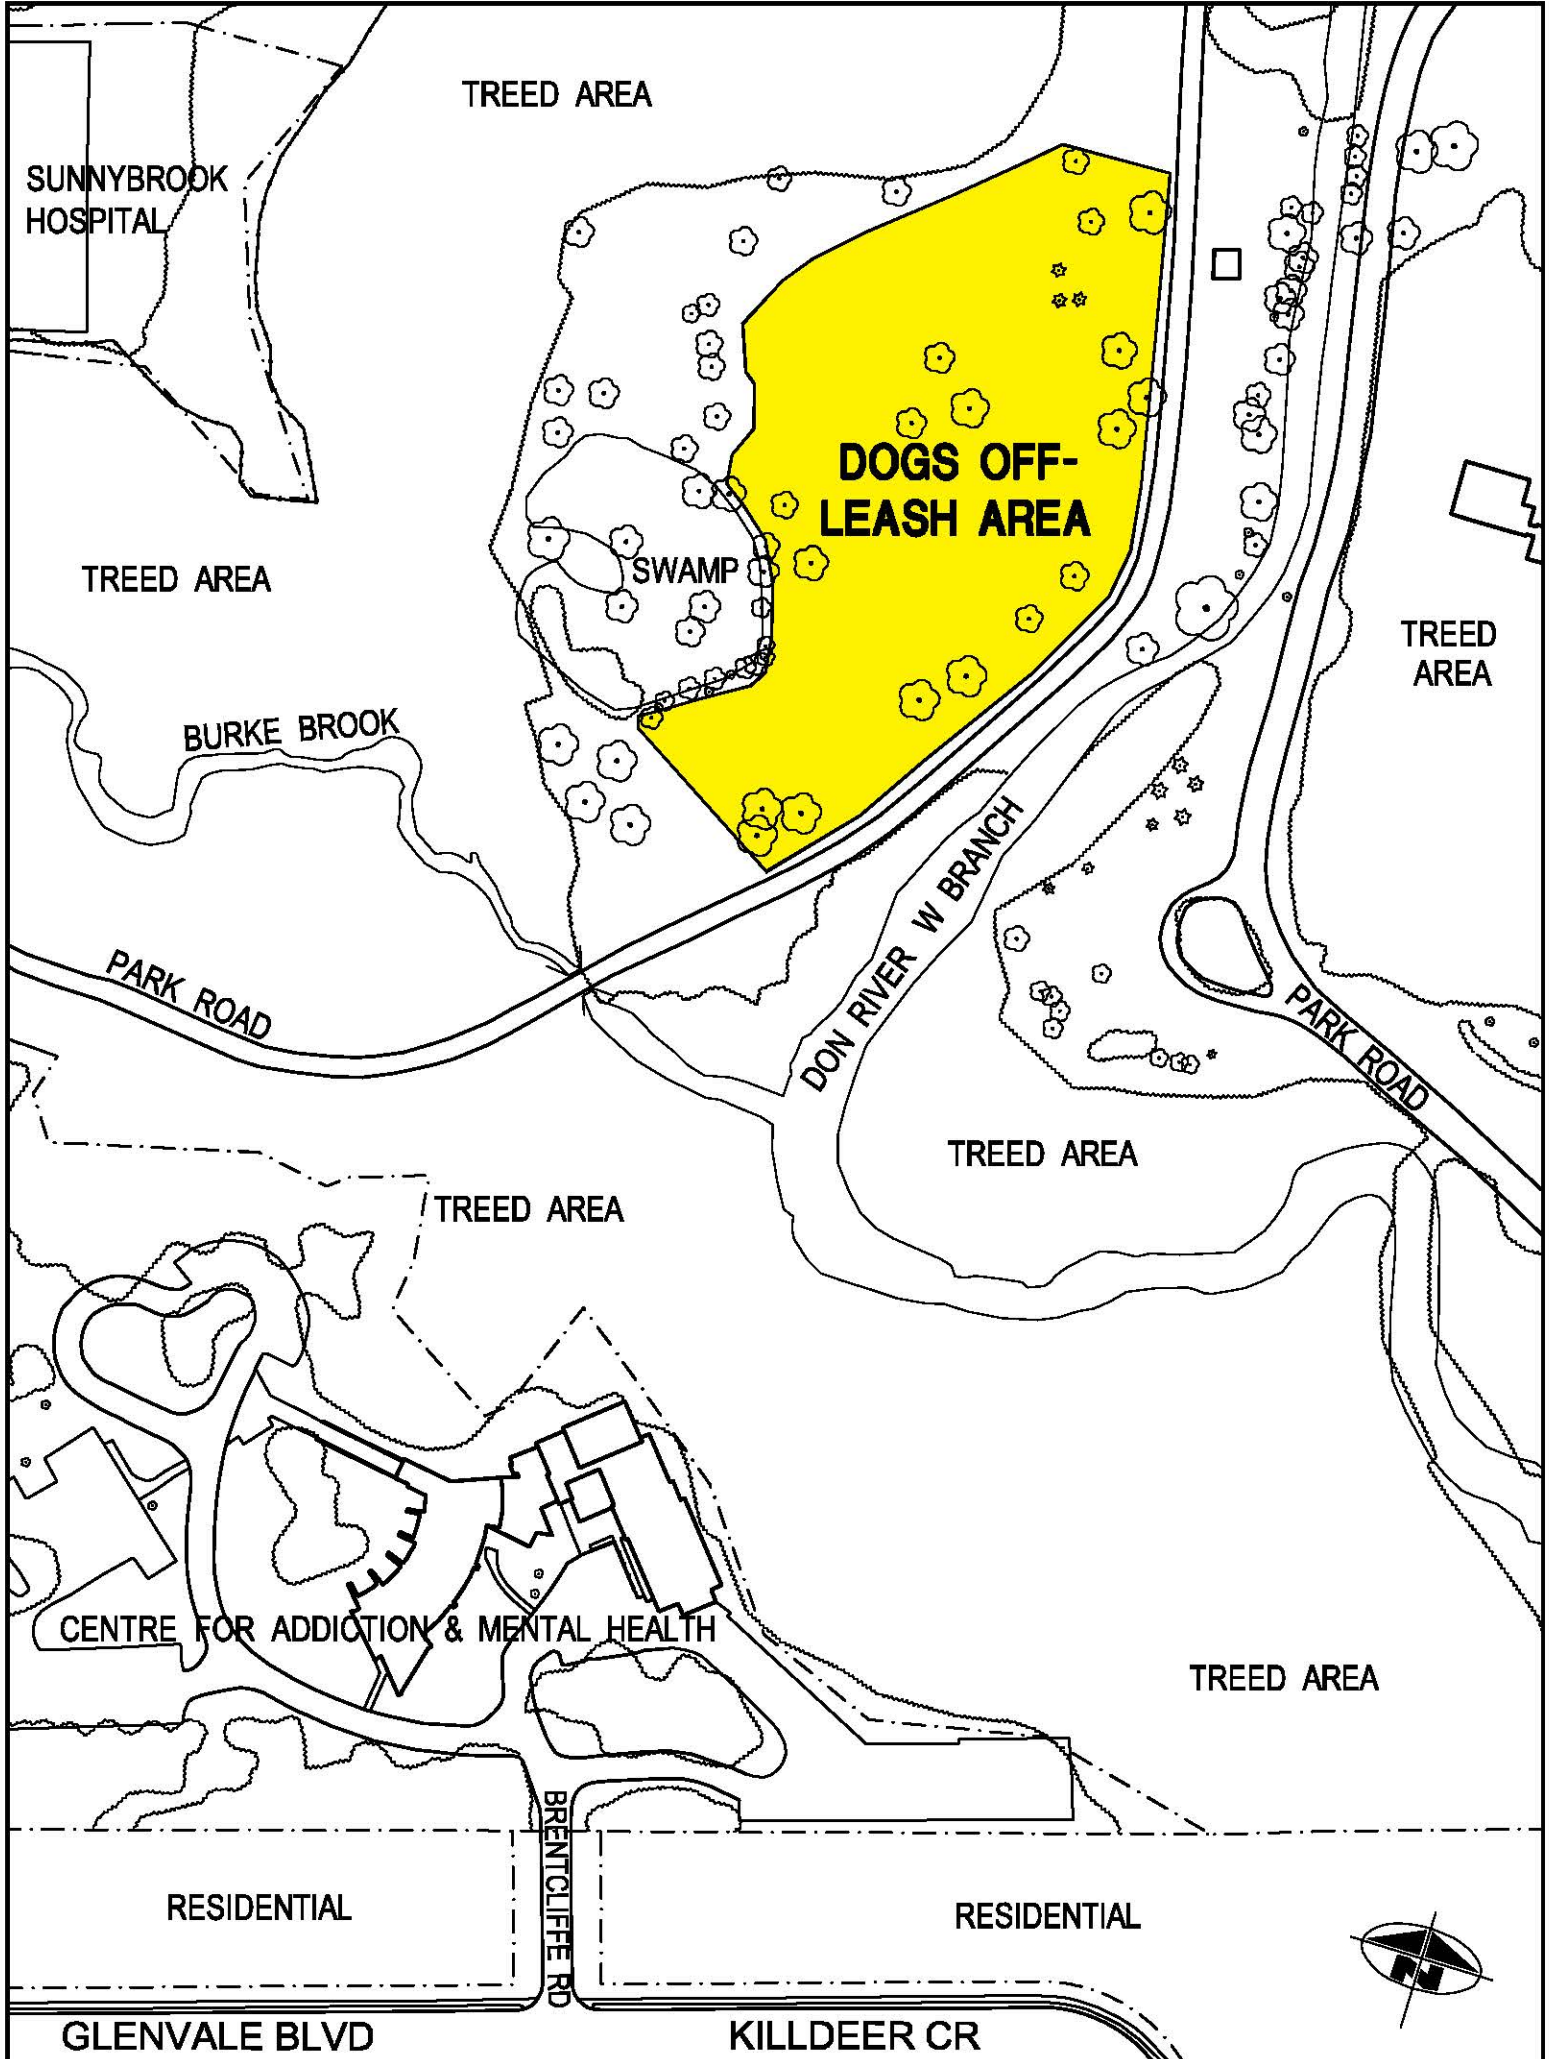 TREED AREA
SUNNYBROOK
HOSPITAL
DOGS OFF-
LEASH AREA
SWAMP
TREED AREA
TREED
AREA
BURKE BROOK
DON RIVER W BRANCH
PARK ROAD
PARK ROAD
TREED AREA
TREED AREA
CENTRE FOR ADDICTION & MENTAL HEALTH
TREED AREA
BRENTCLIFFE RD
RESIDENTIAL
RESIDENTIAL
N
GLENVALE BLVD
KILLDEER CR